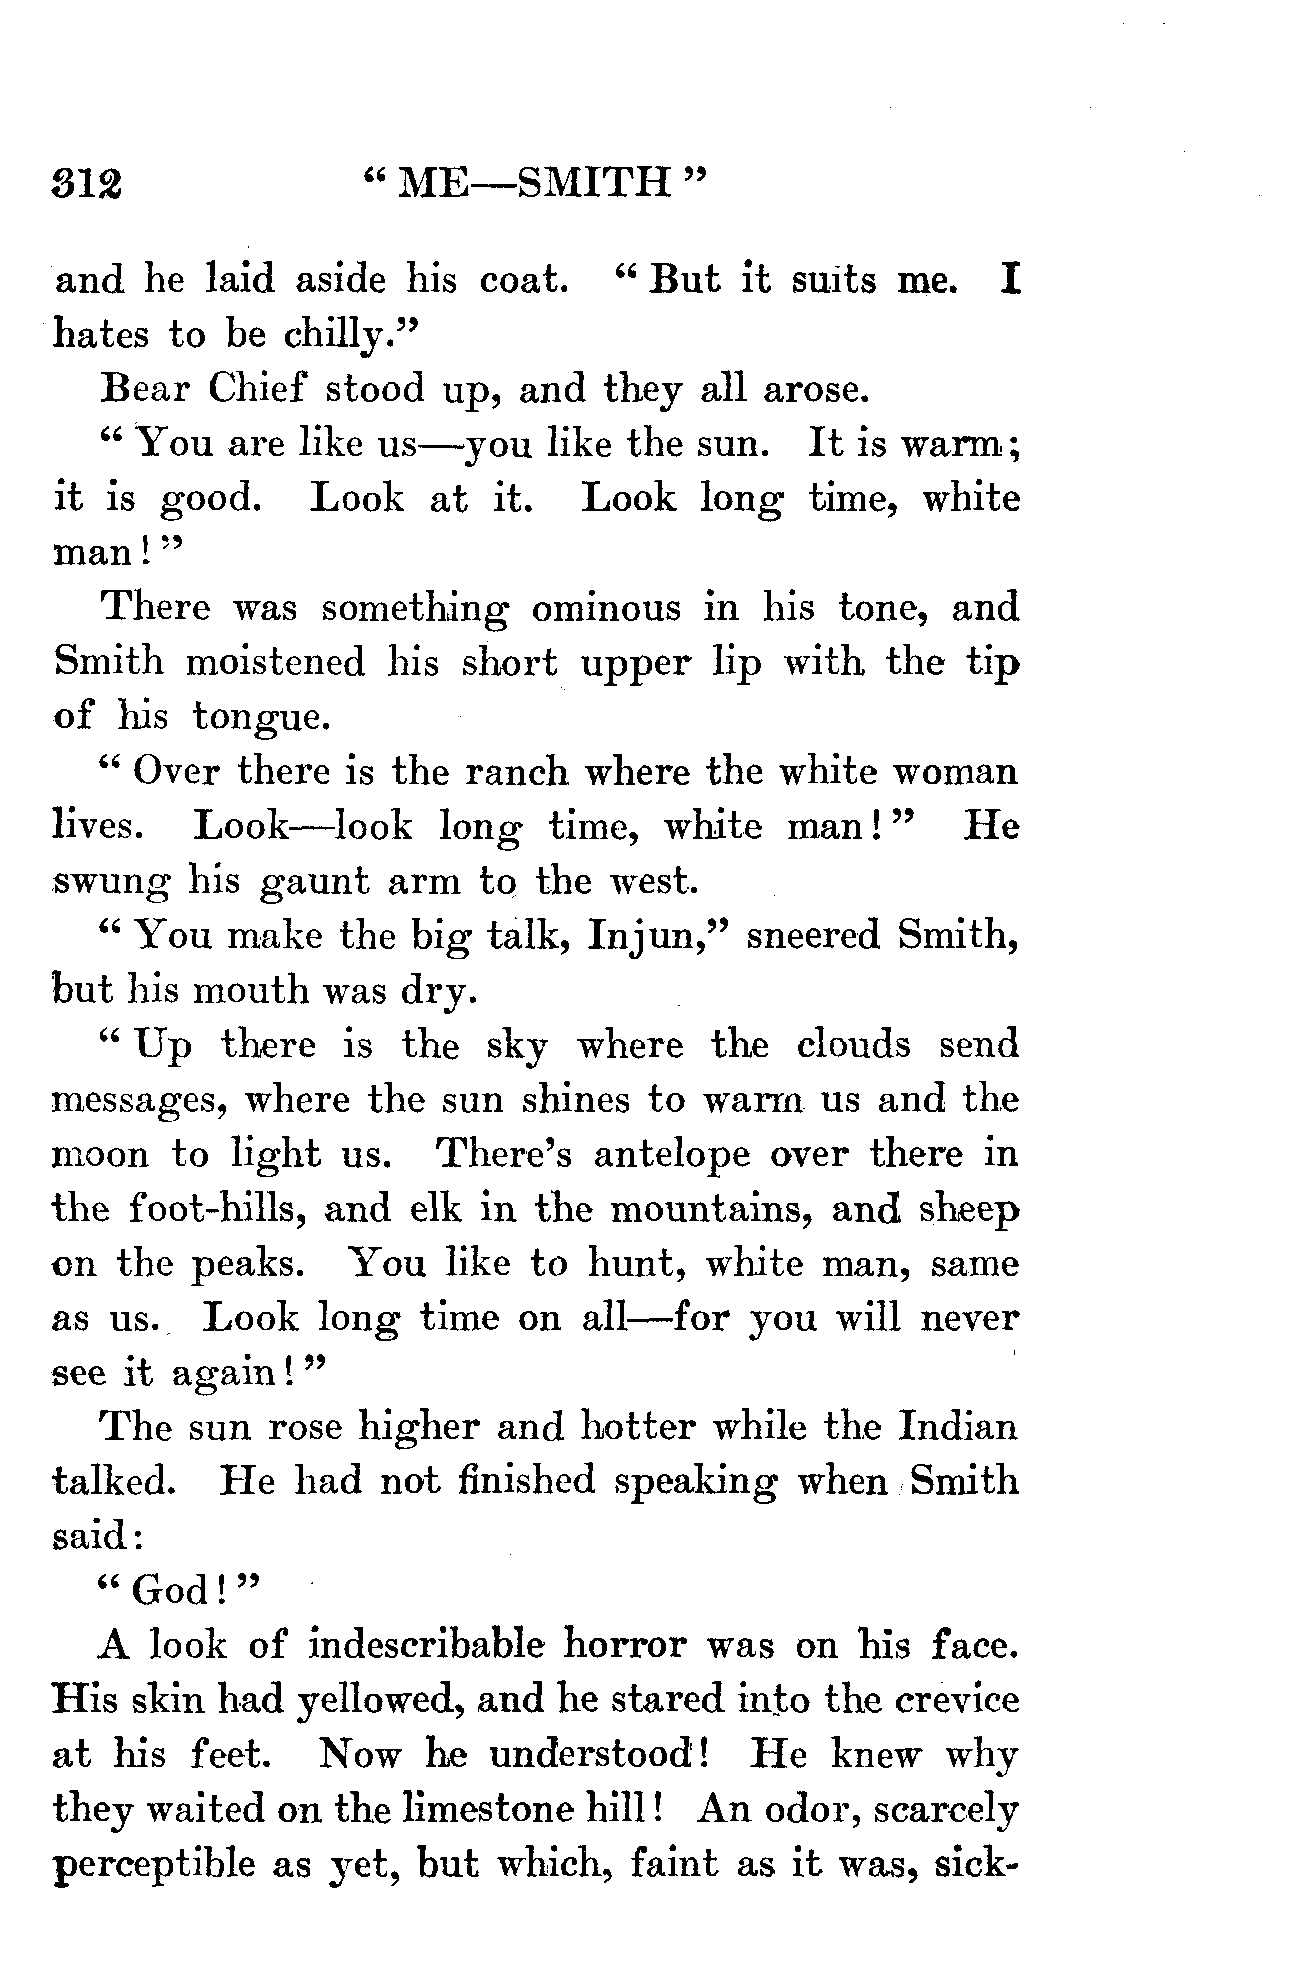 312 “ ME—SMITH ”
and he laid aside his coat. “ But it suits me. I
hates to be chilly.”
Bear Chief stood up, and they all arose.
“ You are like us—you like the sun. It is warm;
it is good. Look at it. Look long time, white
man! ”
There was something ominous in his tone, and
Smith moistened his short upper lip with the tip
of his tongue.
“ Over there is the ranch where the white woman
lives. Look—look long time, white man! ” He
swung his gaunt arm to the west.
“ You make the big talk, Injun,” sneered Smith,
but his mouth was dry.
“ Up there is the sky where the clouds send
messages, where the sun shines to warm us and the
moon to light us. There’s antelope over there in
the foot-hills, and elk in the mountains, and sheep
on the peaks. You like to hunt, white man, same
as us. Look long time on all—for you will never
see it again! ”
The sun rose higher and hotter while the Indian
talked. He had not finished speaking when Smith
said:
“ God! ”
A look of indescribable horror was on his face.
His skin had yellowed, and he stared into the crevice
at his feet. Now he understood! He knew why
they waited on the limestone hill! An odor, scarcely
perceptible as yet, but which, faint as it was, sick-